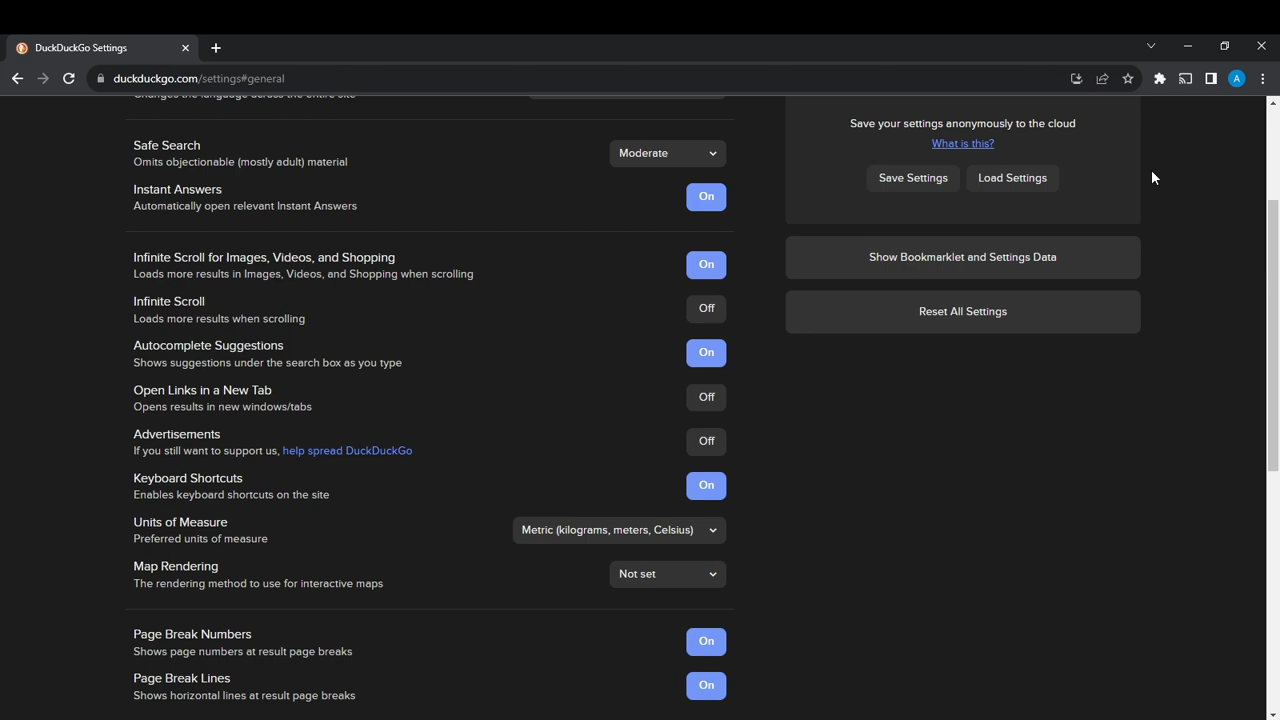 DuckDuckGo Settings
duckduckgo.com/settings#general
A
Changes the language across the entire site
Safe Search
Omits objectionable (mostly adult) material
Moderate
Instant Answers
Automatically open relevant Instant Answers
On
Infinite Scroll for Images, Videos, and Shopping
Loads more results in Images, Videos, and Shopping when scrolling
On
Infinite Scroll
Loads more results when scrolling
Off
Autocomplete Suggestions
Shows suggestions under the search box as you type
On
Open Links in a New Tab
Opens results in new windows/tabs
Off
Advertisements
If you still want to support us, help spread DuckDuckGo
Off
Keyboard Shortcuts
Enables keyboard shortcuts on the site
On
Units of Measure
Preferred units of measure
Metric (kilograms, meters, Celsius)
Map Rendering
The rendering method to use for interactive maps
Not set
Page Break Numbers
Shows page numbers at result page breaks
On
Page Break Lines
Shows horizontal lines at result page breaks
On
Save your settings anonymously to the cloud
What is this?
Save Settings
Load Settings
Show Bookmarklet and Settings Data
Reset All Settings